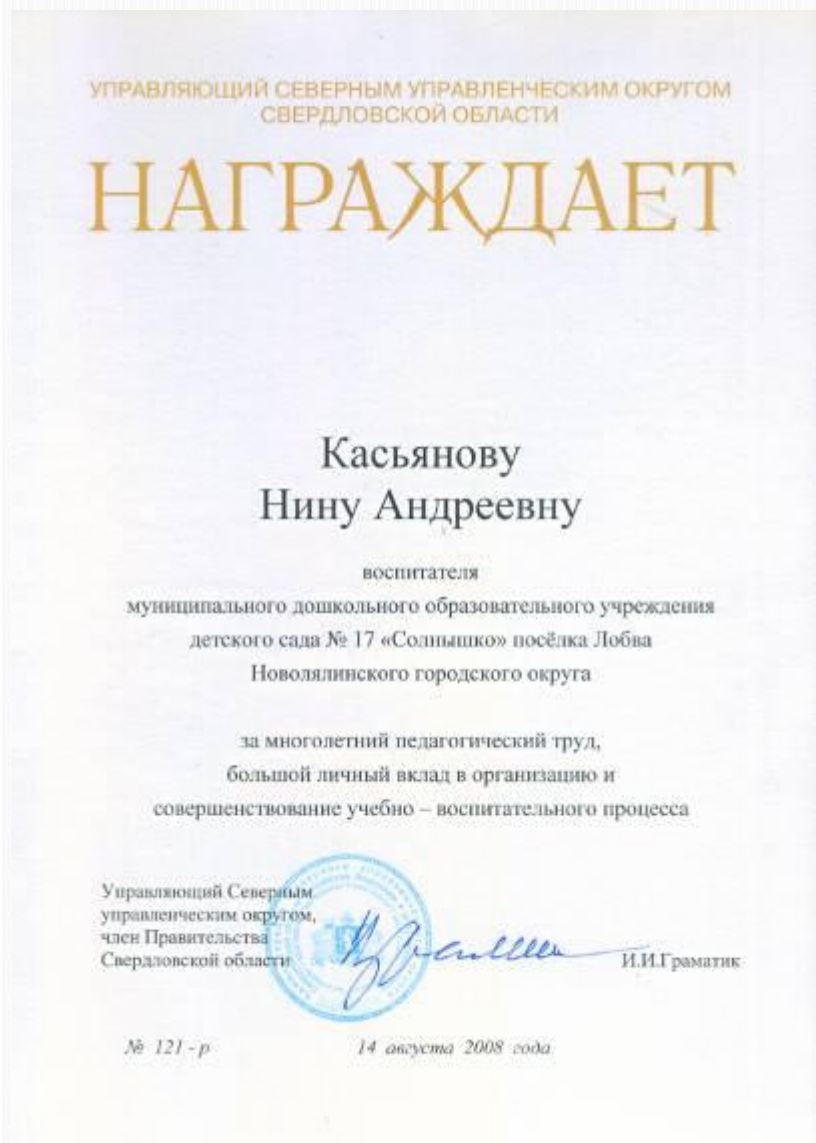 УПРАВЛЯЮЩИЙ СЕВЕРНЫМ УПРАВЛЕНЧЕСКИМ ОКРУГОМ
СВЕРДЛОВСКОЙ ОБЛАСТИ
НАГРАЖДАЕТ
Касьянову
Нину Андреевну
воспитателя
муниципального дошкольного образовательного учреждения
детского сада № 17 «Солнышко» посёлка Лобва
Новолялинского городского округа
за многолетний педагогический труд,
большой личный вклад в организацию и
совершенствование учебно – воспитательного процесса
Управляющий Северным
управленческим округом,
член Правительства
Свердловской области
И.И.Граматик
№ 121 - р
14 августа 2008 года